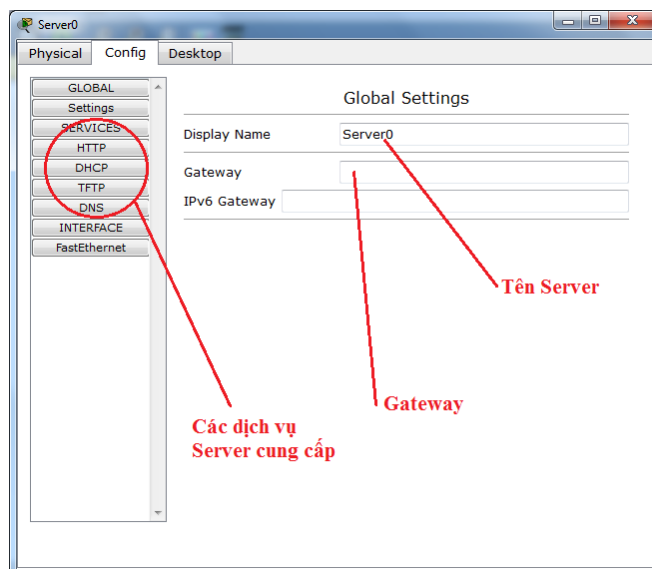 Server0
Physical Config Desktop
GLOBAL
Settings
SERVICES
HTTP
DHCP
TFTP
DNS
INTERFACE
FastEthernet
Global Settings
Display Name Server0
Gateway
IPv6 Gateway
Tên Server
Gateway
Các dịch vụ
Server cung cấp